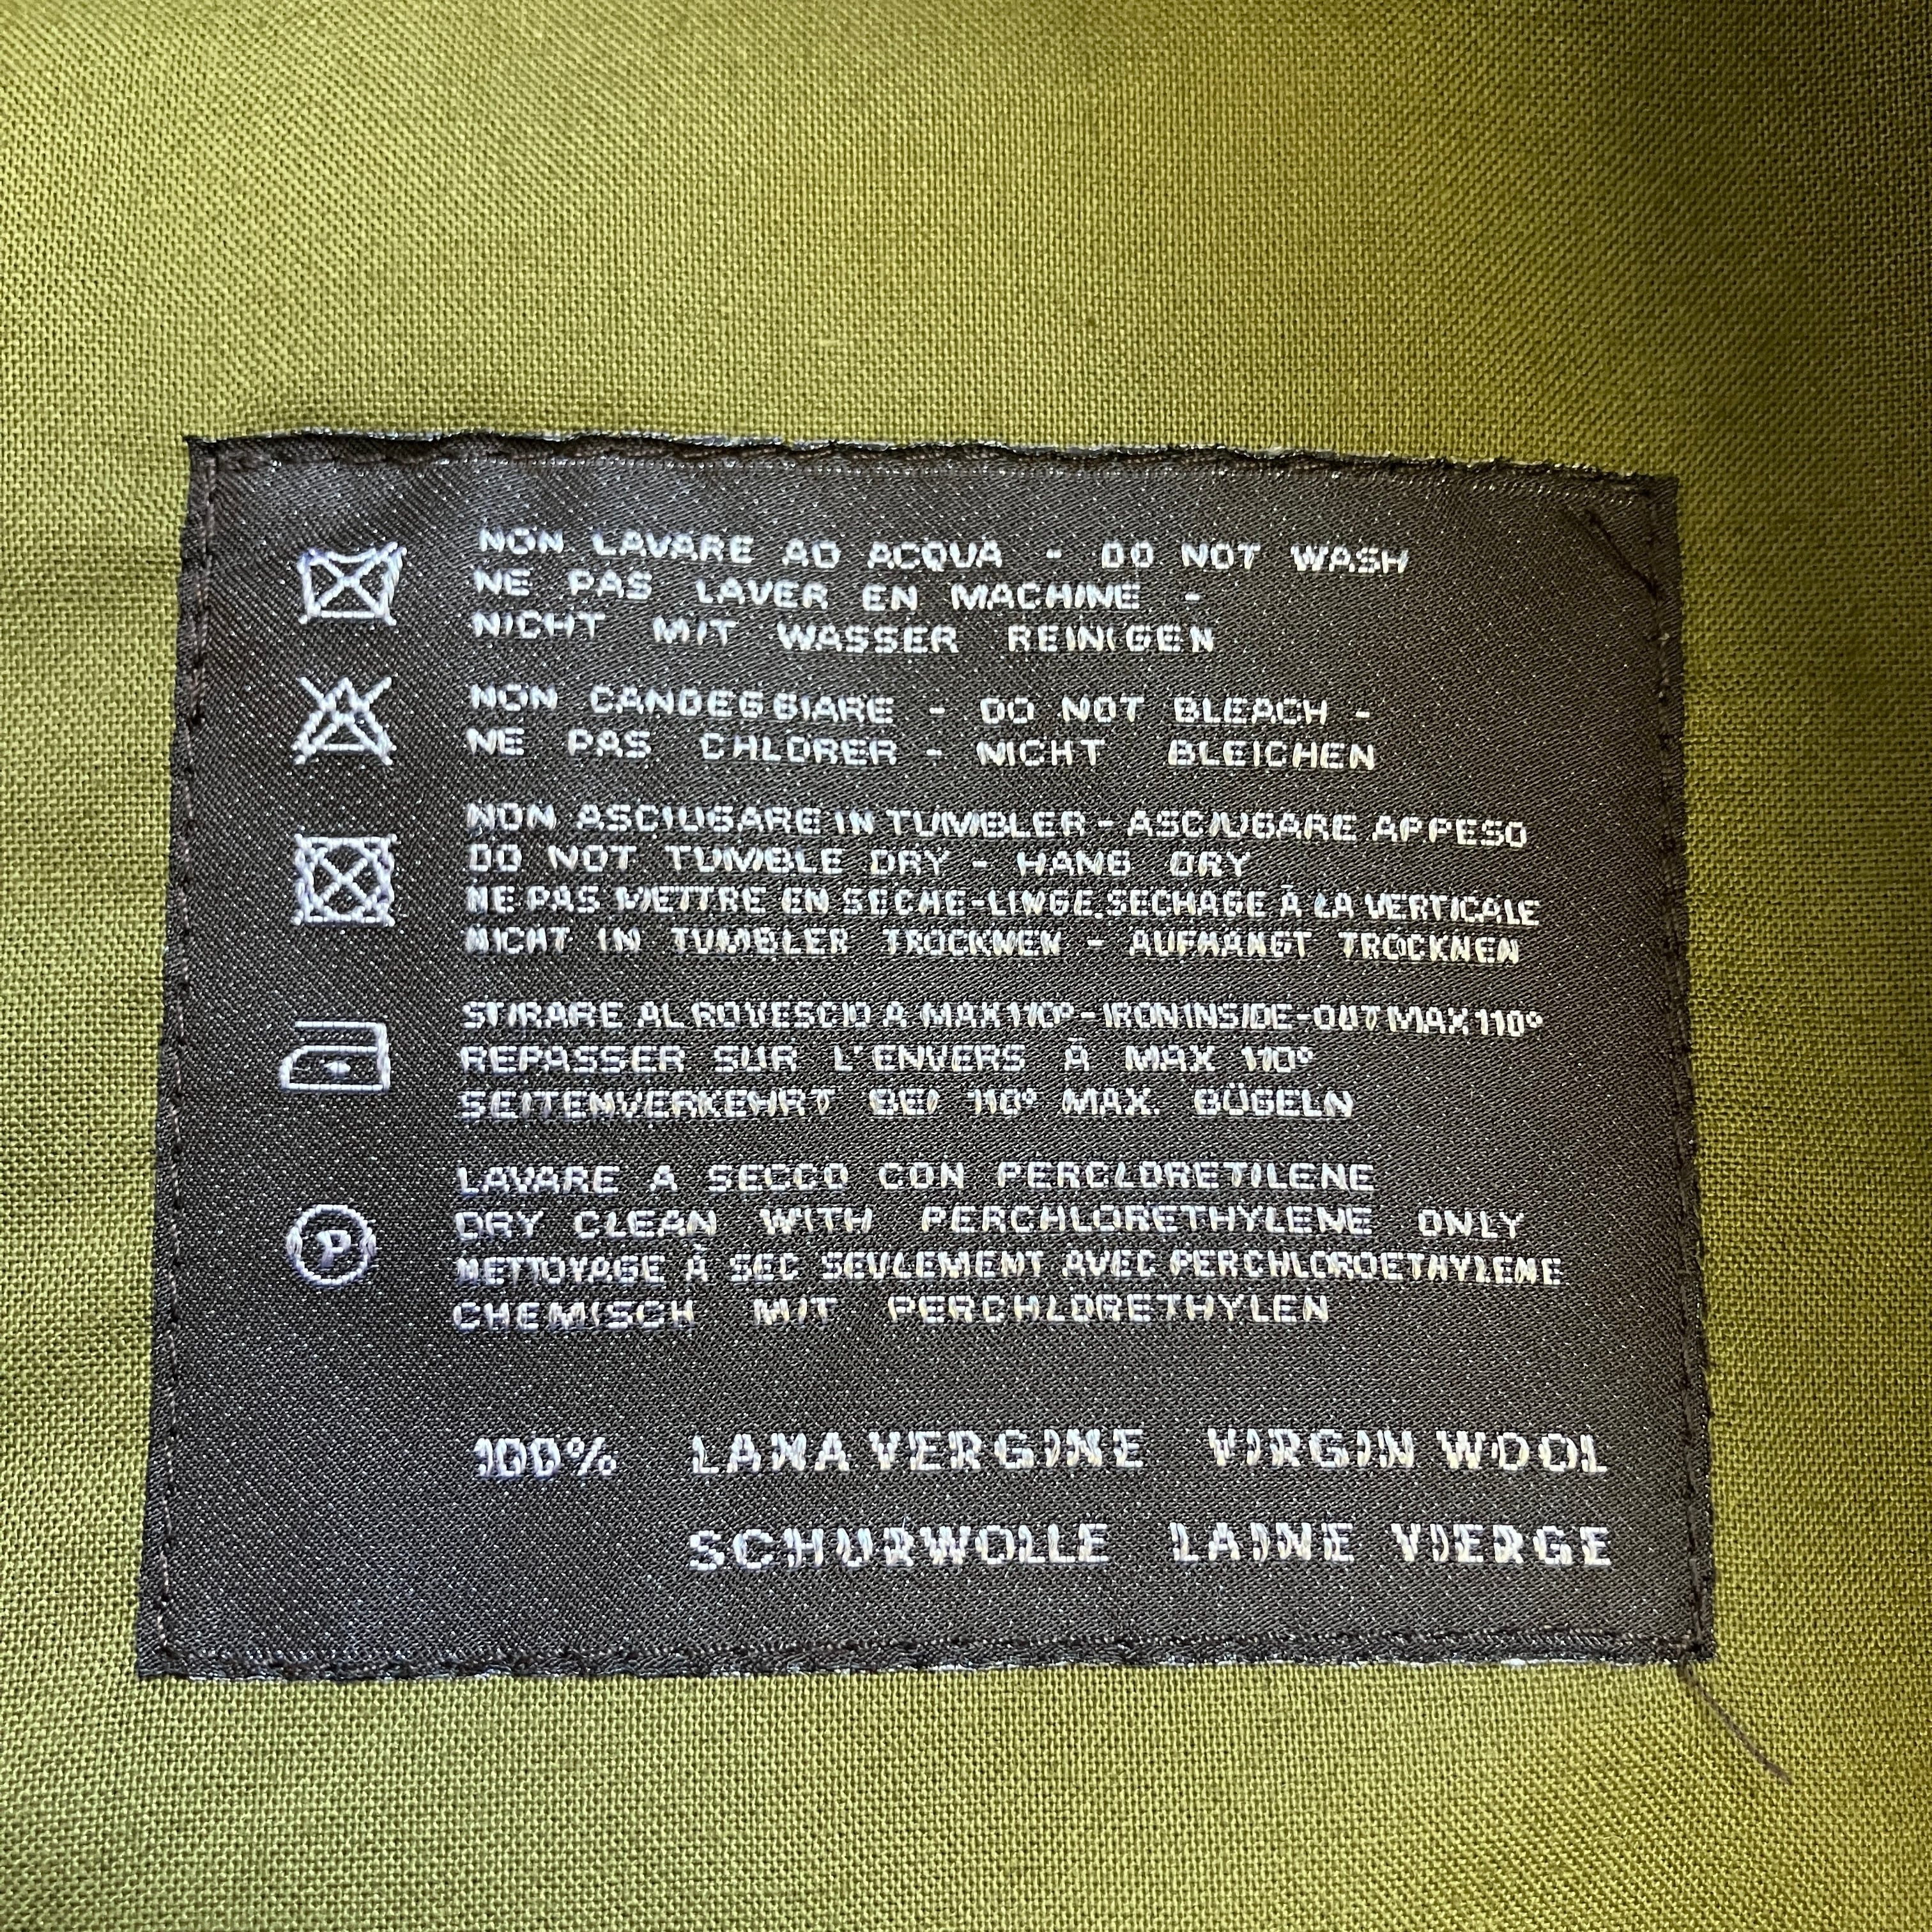 NON LAVARE AD ACQUA - DO NOT WASH
NE PAS LAVER EN MACHINE -
NICHT MIT WASSER REINIGEN
NON CANDEGGIARE - DO NOT BLEACH -
NE PAS CHLORER - NICHT BLEICHEN
NON ASCIUGARE IN TUMBLER - ASCIUGARE APPESO
DO NOT TUMBLE DRY - HANG DRY
NE PAS METTRE EN SECHE-LINGE.SECHAGE À LA VERTICALE
NICHT IN TUMBLER TROCKNEN - AUFHANGT TROCKNEN
STIRARE AL ROVESCIO A MAX 110° - IRON INSIDE-OUT MAX 110°
REPASSER SUR L'ENVERS À MAX 110°
SEITENVERKEHRT BEI 110° MAX. BÜGELN
LAVARE A SECCO CON PERCLORETILENE
P
DRY CLEAN WITH PERCHLORETHYLENE ONLY
NETTOYAGE À SEC SEULEMENT AVEC PERCHLOROETHYLENE
CHEMISCH MIT PERCHLORETHYLEN
100% LANA VERGINE VIRGIN WOOL
SCHURWOLLE LAINE VIERGE